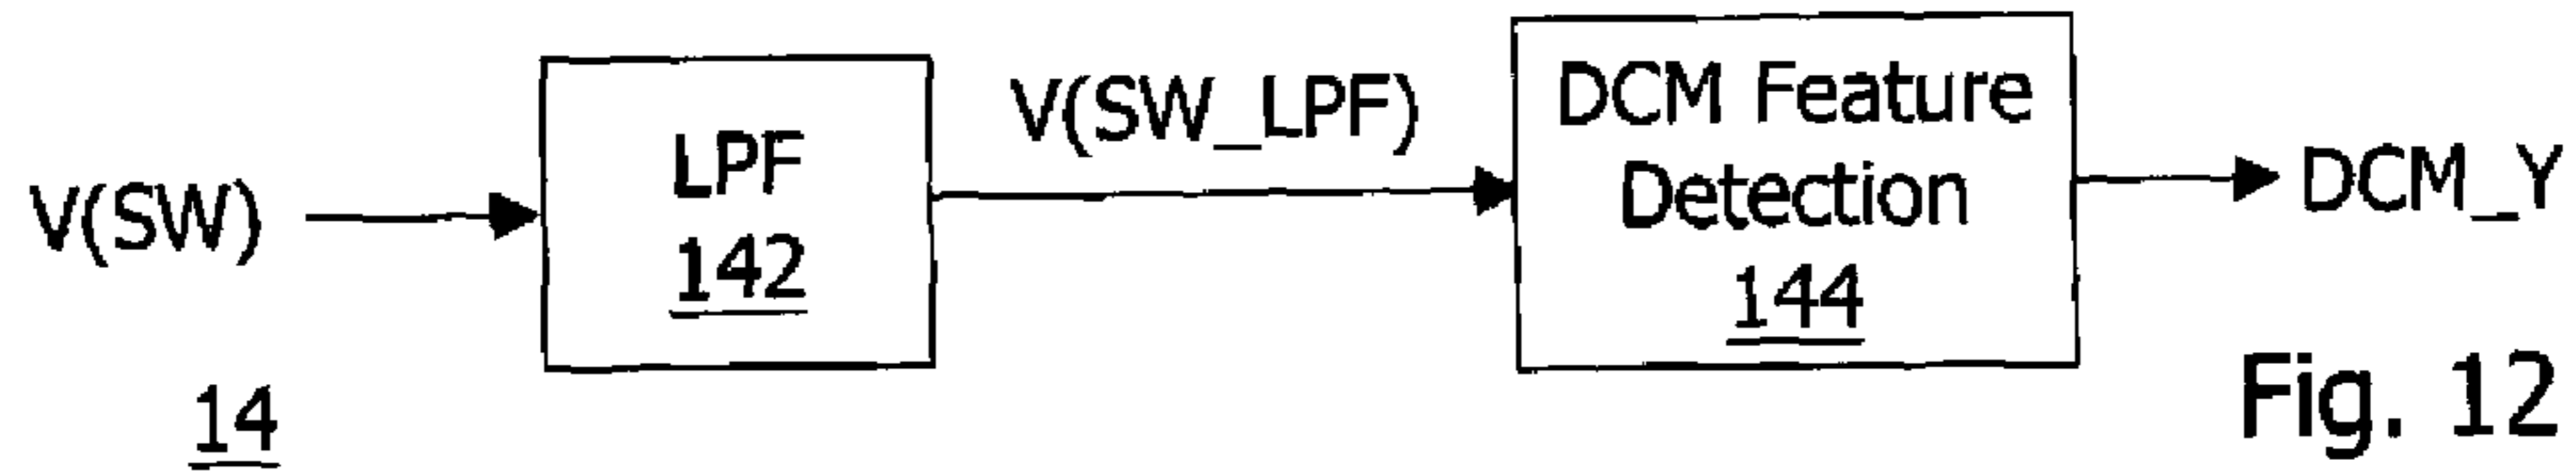 V(SW)
LPF
142
V(SW_LPF)
DCM Feature
Detection
144
DCM_Y
14
Fig. 12